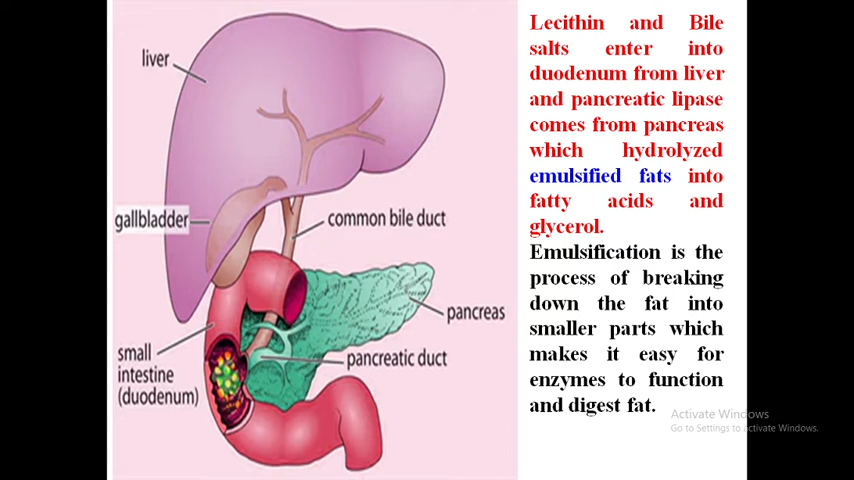 liver
gallbladder
common bile duct
pancreas
small
intestine
(duodenum)
pancreatic duct
Lecithin and Bile
salts enter into
duodenum from liver
and pancreatic lipase
comes from pancreas
which hydrolyzed
emulsified fats into
fatty acids and
glycerol.
Emulsification is the
process of breaking
down the fat into
smaller parts which
makes it easy for
enzymes to function
and digest fat.
Activate Windows
Go to Settings to Activate Windows.